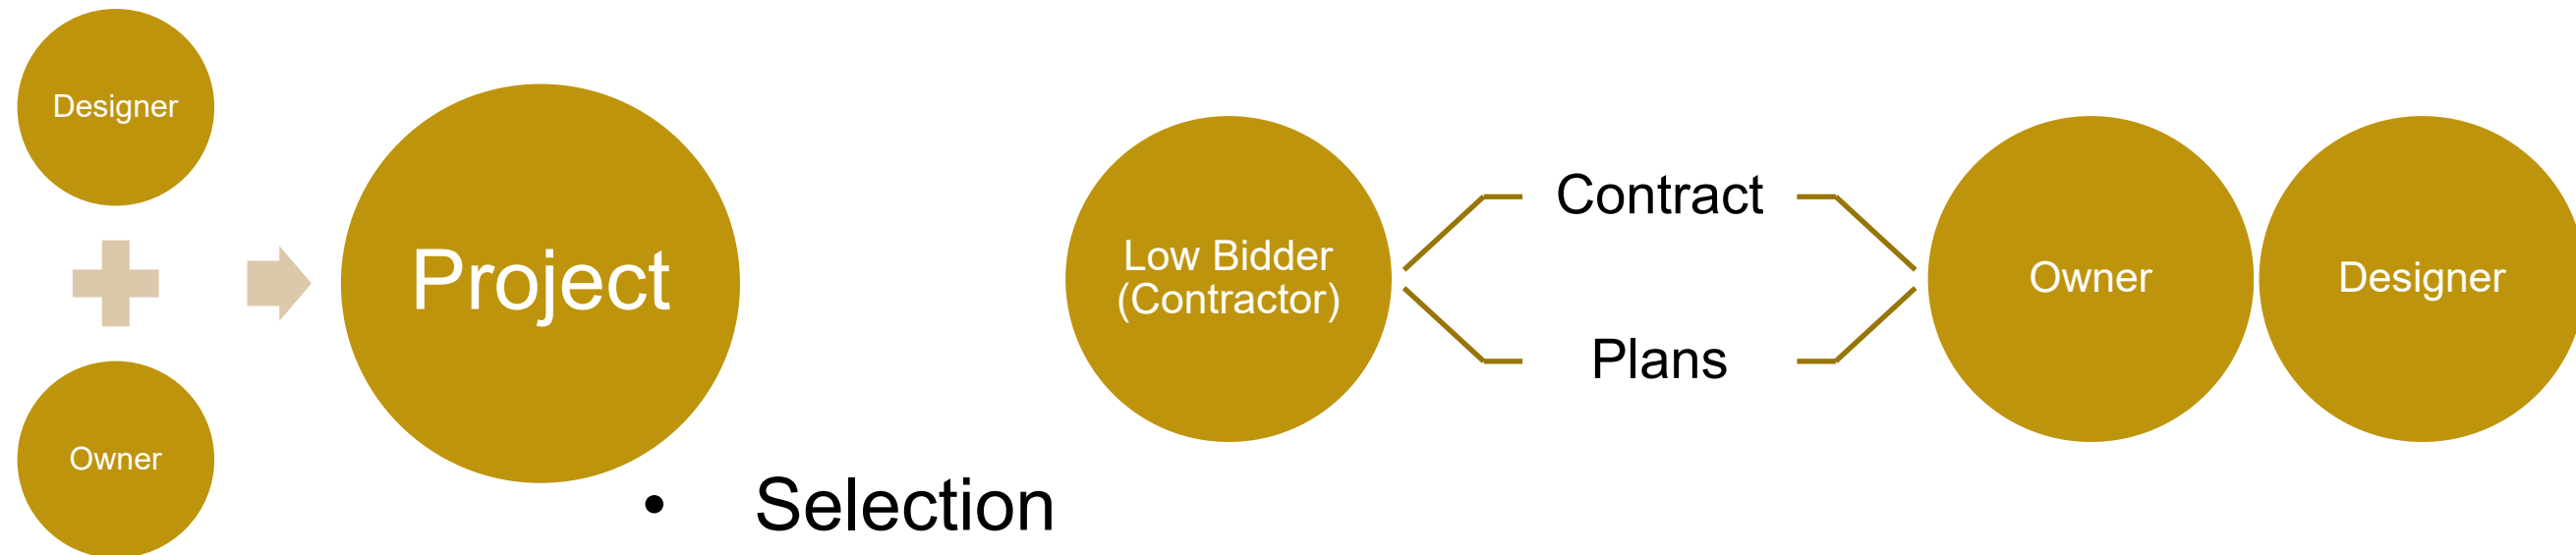 Designer
Owner
Project
Low Bidder
(Contractor)
Contract
Plans
Owner
Designer
• Selection